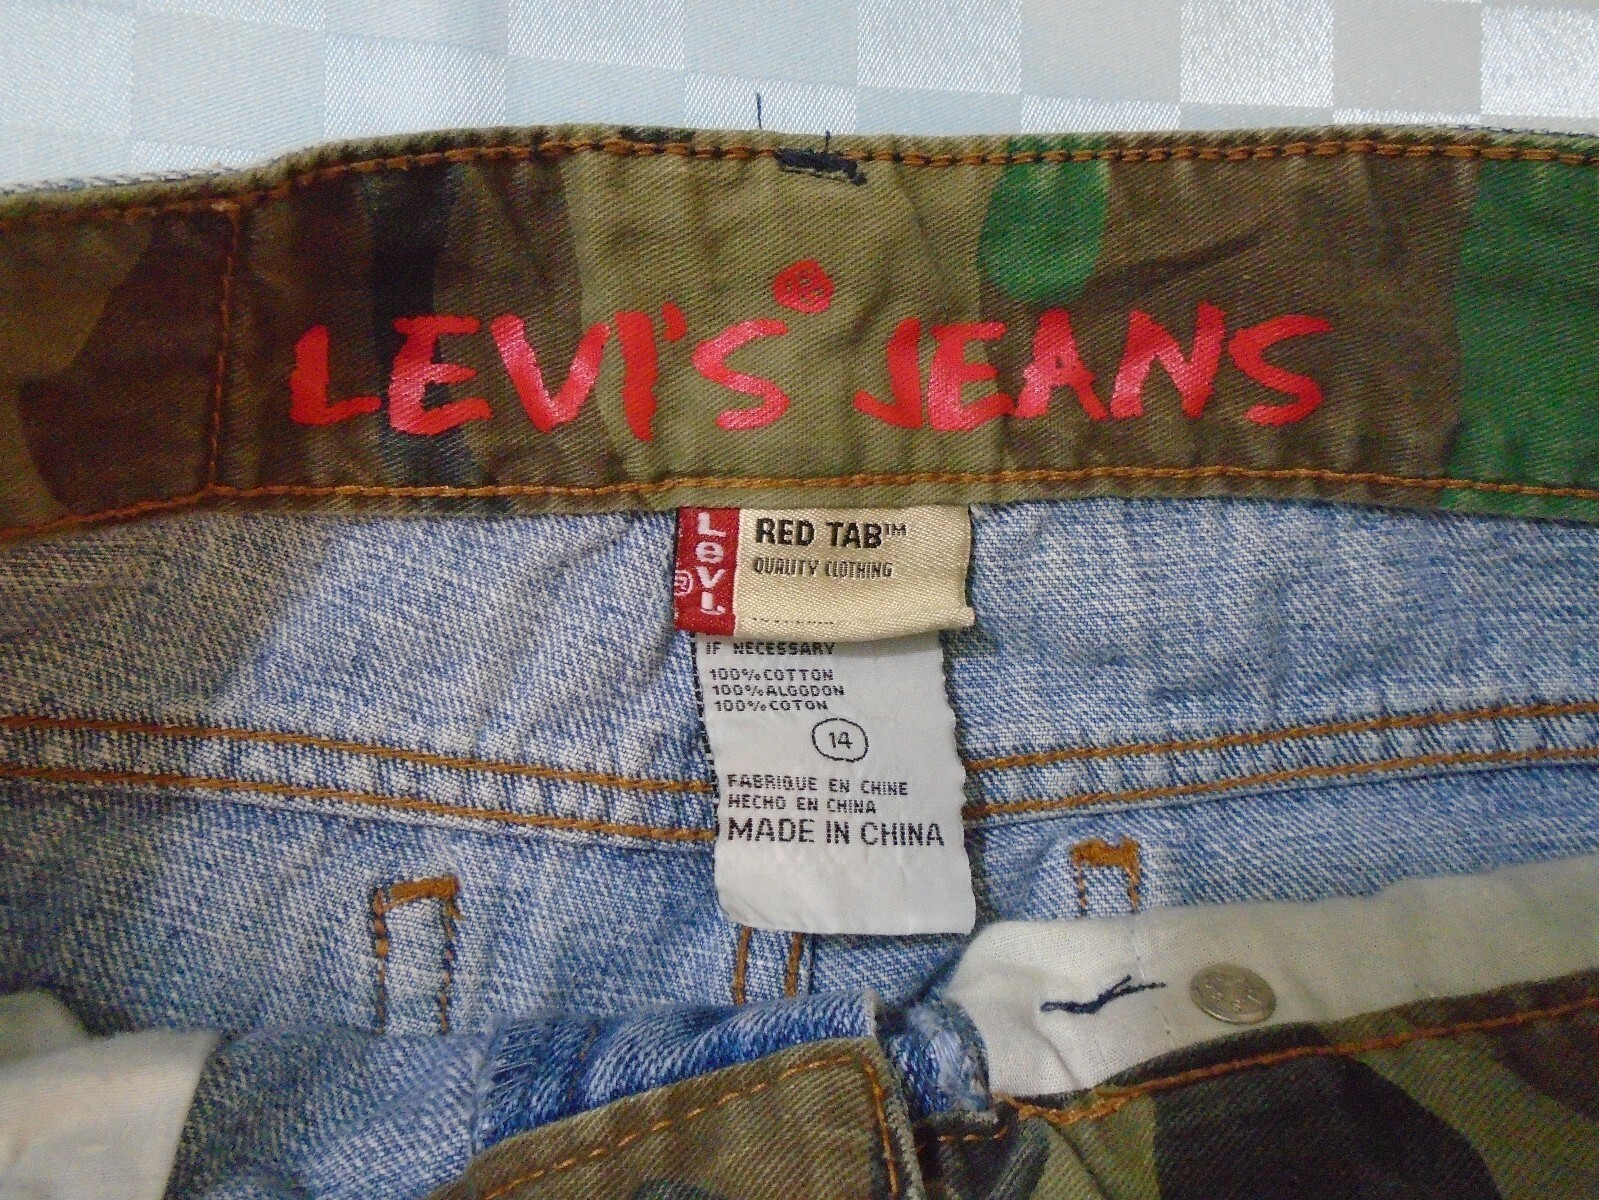 LEVI'S® JEANS
Levi's ®
RED TAB™
QUALITY CLOTHING
IF NECESSARY
100% COTTON
100% ALGODON
100% COTON
14
FABRIQUE EN CHINE
HECHO EN CHINA
MADE IN CHINA